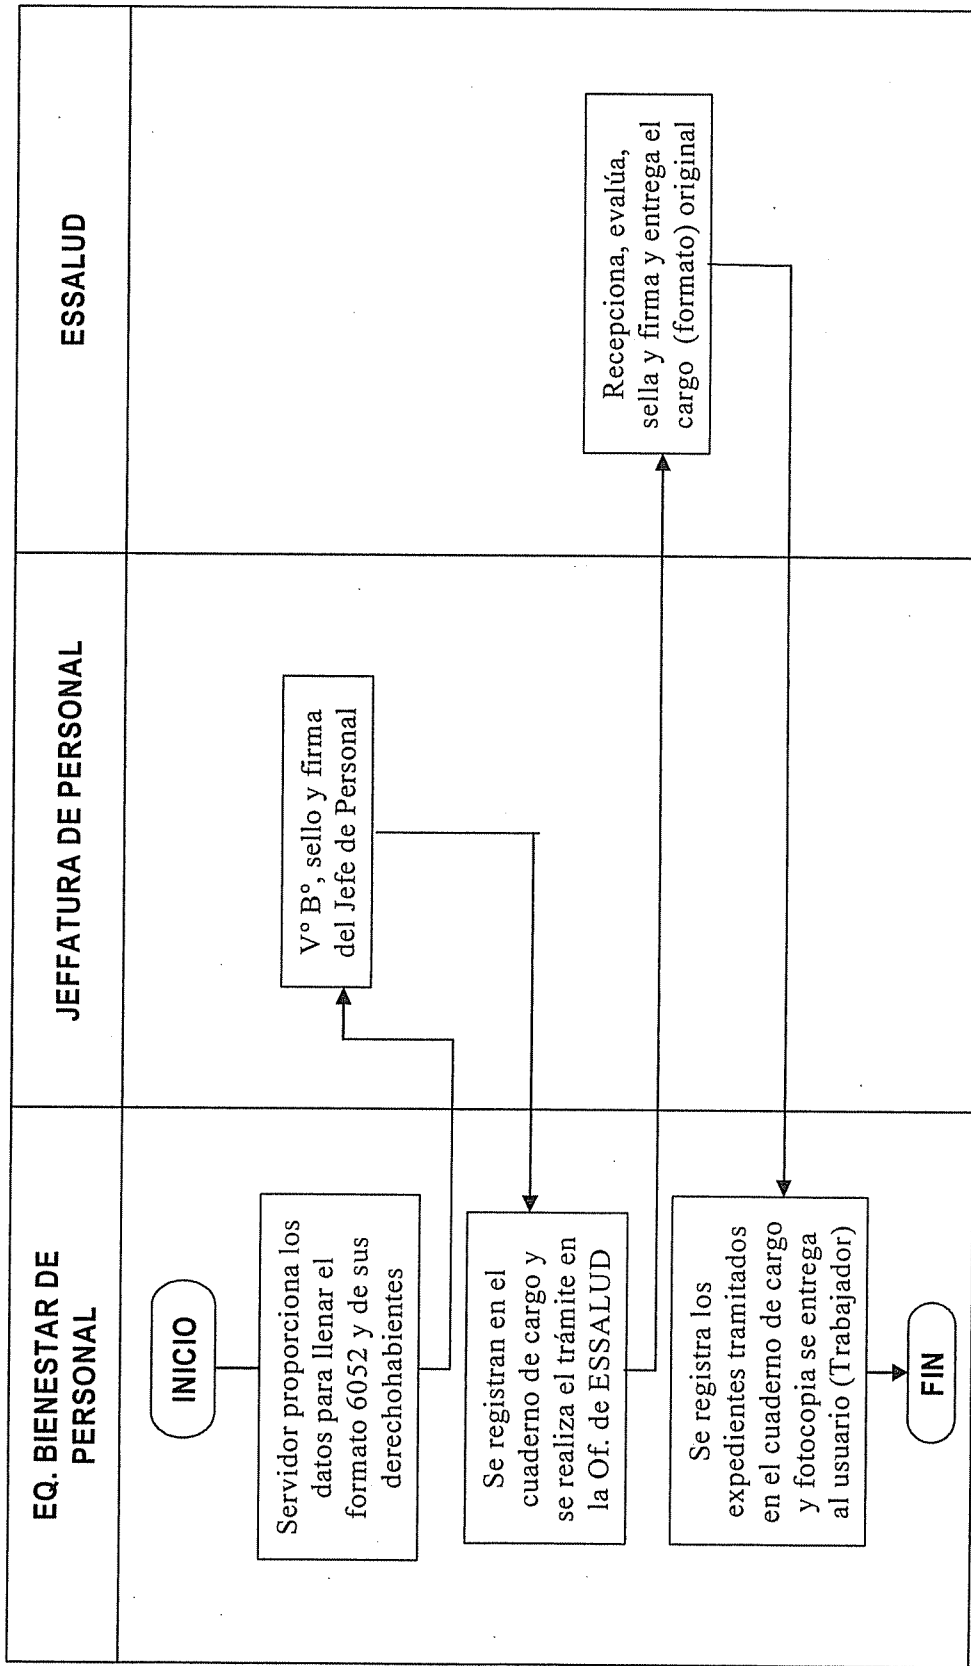 EQ. BIENESTAR DE
PERSONAL
JEFFATURA DE PERSONAL
ESSALUD
INICIO
Servidor proporciona los
datos para llenar el
formato 6052 y de sus
derechohabientes
V° B°, sello y firma
del Jefe de Personal
Se registran en el
cuaderno de cargo y
se realiza el trámite en
la Of. de ESSALUD
Recepciona, evalúa,
sella y firma y entrega el
cargo (formato) original
Se registra los
expedientes tramitados
en el cuaderno de cargo
y fotocopia se entrega
al usuario (Trabajador)
FIN